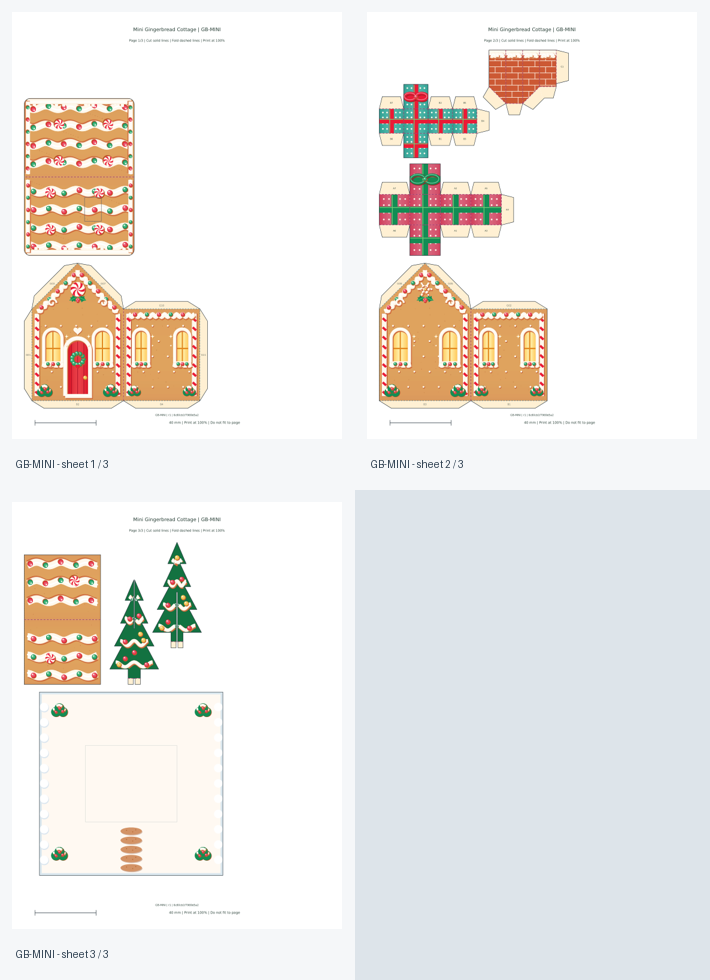 Mini Gingerbread Cottage | GB-MINI
Page 1/3 | Cut solid lines | Fold dashed lines | Print at 100%
40 mm | Print at 100% | Do not fit to page
GB-MINI - sheet 1 / 3
Mini Gingerbread Cottage | GB-MINI
Page 2/3 | Cut solid lines | Fold dashed lines | Print at 100%
40 mm | Print at 100% | Do not fit to page
GB-MINI - sheet 2 / 3
Mini Gingerbread Cottage | GB-MINI
Page 3/3 | Cut solid lines | Fold dashed lines | Print at 100%
40 mm | Print at 100% | Do not fit to page
GB-MINI - sheet 3 / 3